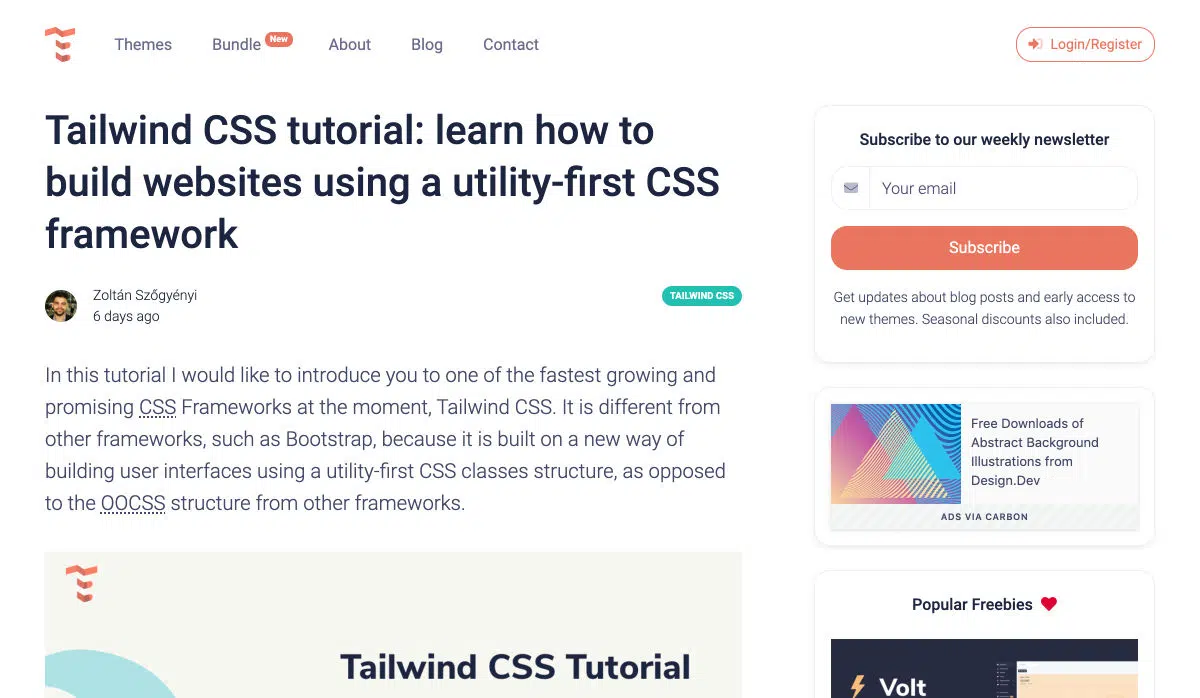 Themes
Bundle New
About
Blog
Contact
Login/Register
Tailwind CSS tutorial: learn how to
build websites using a utility-first CSS
framework
Zoltán Szőgyényi
6 days ago
TAILWIND CSS
In this tutorial I would like to introduce you to one of the fastest growing and
promising CSS Frameworks at the moment, Tailwind CSS. It is different from
other frameworks, such as Bootstrap, because it is built on a new way of
building user interfaces using a utility-first CSS classes structure, as opposed
to the OOCSS structure from other frameworks.
Tailwind CSS Tutorial
Subscribe to our weekly newsletter
Your email
Subscribe
Get updates about blog posts and early access to
new themes. Seasonal discounts also included.
Free Downloads of
Abstract Background
Illustrations from
Design.Dev
ADS VIA CARBON
Popular Freebies
Volt